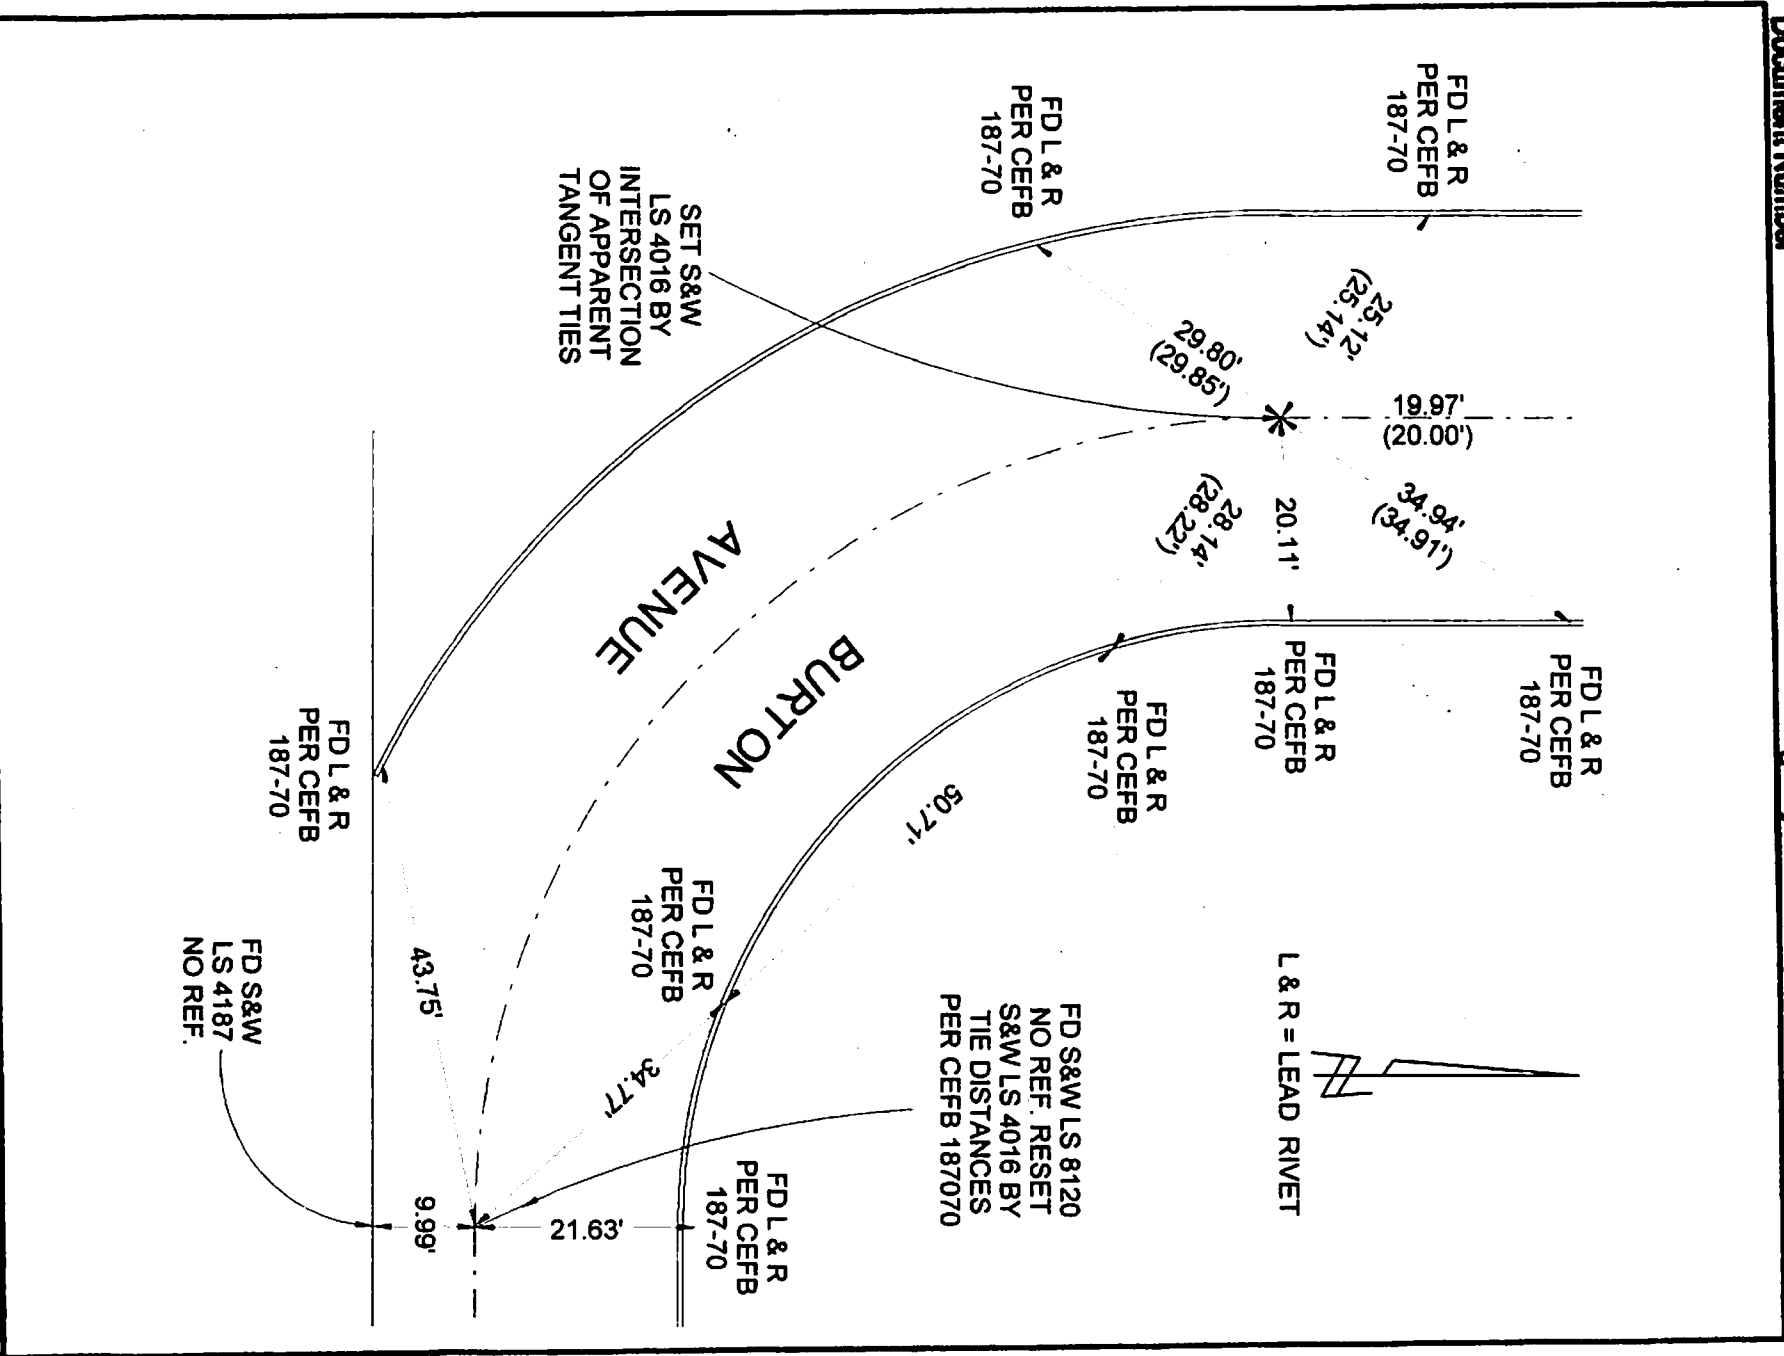 Document Number
FD L & R
PER CEFB
187-70
FD L & R
PER CEFB
187-70
SET S&W
LS 4016 BY
INTERSECTION
OF APPARENT
TANGENT TIES
25.12'
(25.14')
29.80'
(29.85')
19.97'
(20.00')
34.94'
(34.91')
20.11'
28.14'
(28.22')
FD L & R
PER CEFB
187-70
FD L & R
PER CEFB
187-70
FD L & R
PER CEFB
187-70
BURTON
AVENUE
50.71'
FD L & R
PER CEFB
187-70
FD L & R
PER CEFB
187-70
43.75'
34.77'
L & R = LEAD RIVET
FD S&W LS 8120
NO REF. RESET
S&W LS 4016 BY
TIE DISTANCES
PER CEFB 187070
FD L & R
PER CEFB
187-70
21.63'
9.99'
FD S&W
LS 4187
NO REF.